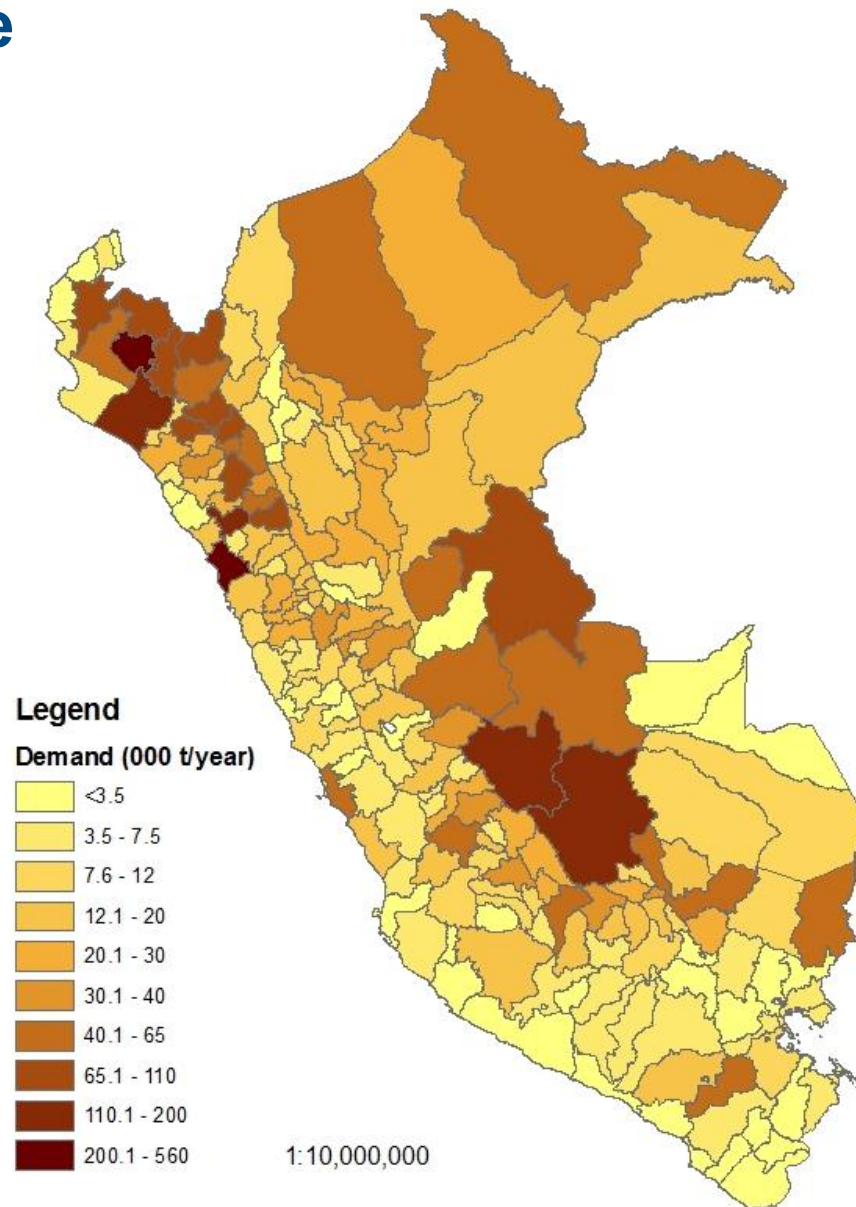 e
Legend
Demand (000 t/year)
<3.5
3.5 - 7.5
7.6 - 12
12.1 - 20
20.1 - 30
30.1 - 40
40.1 - 65
65.1 - 110
110.1 - 200
200.1 - 560
1:10,000,000